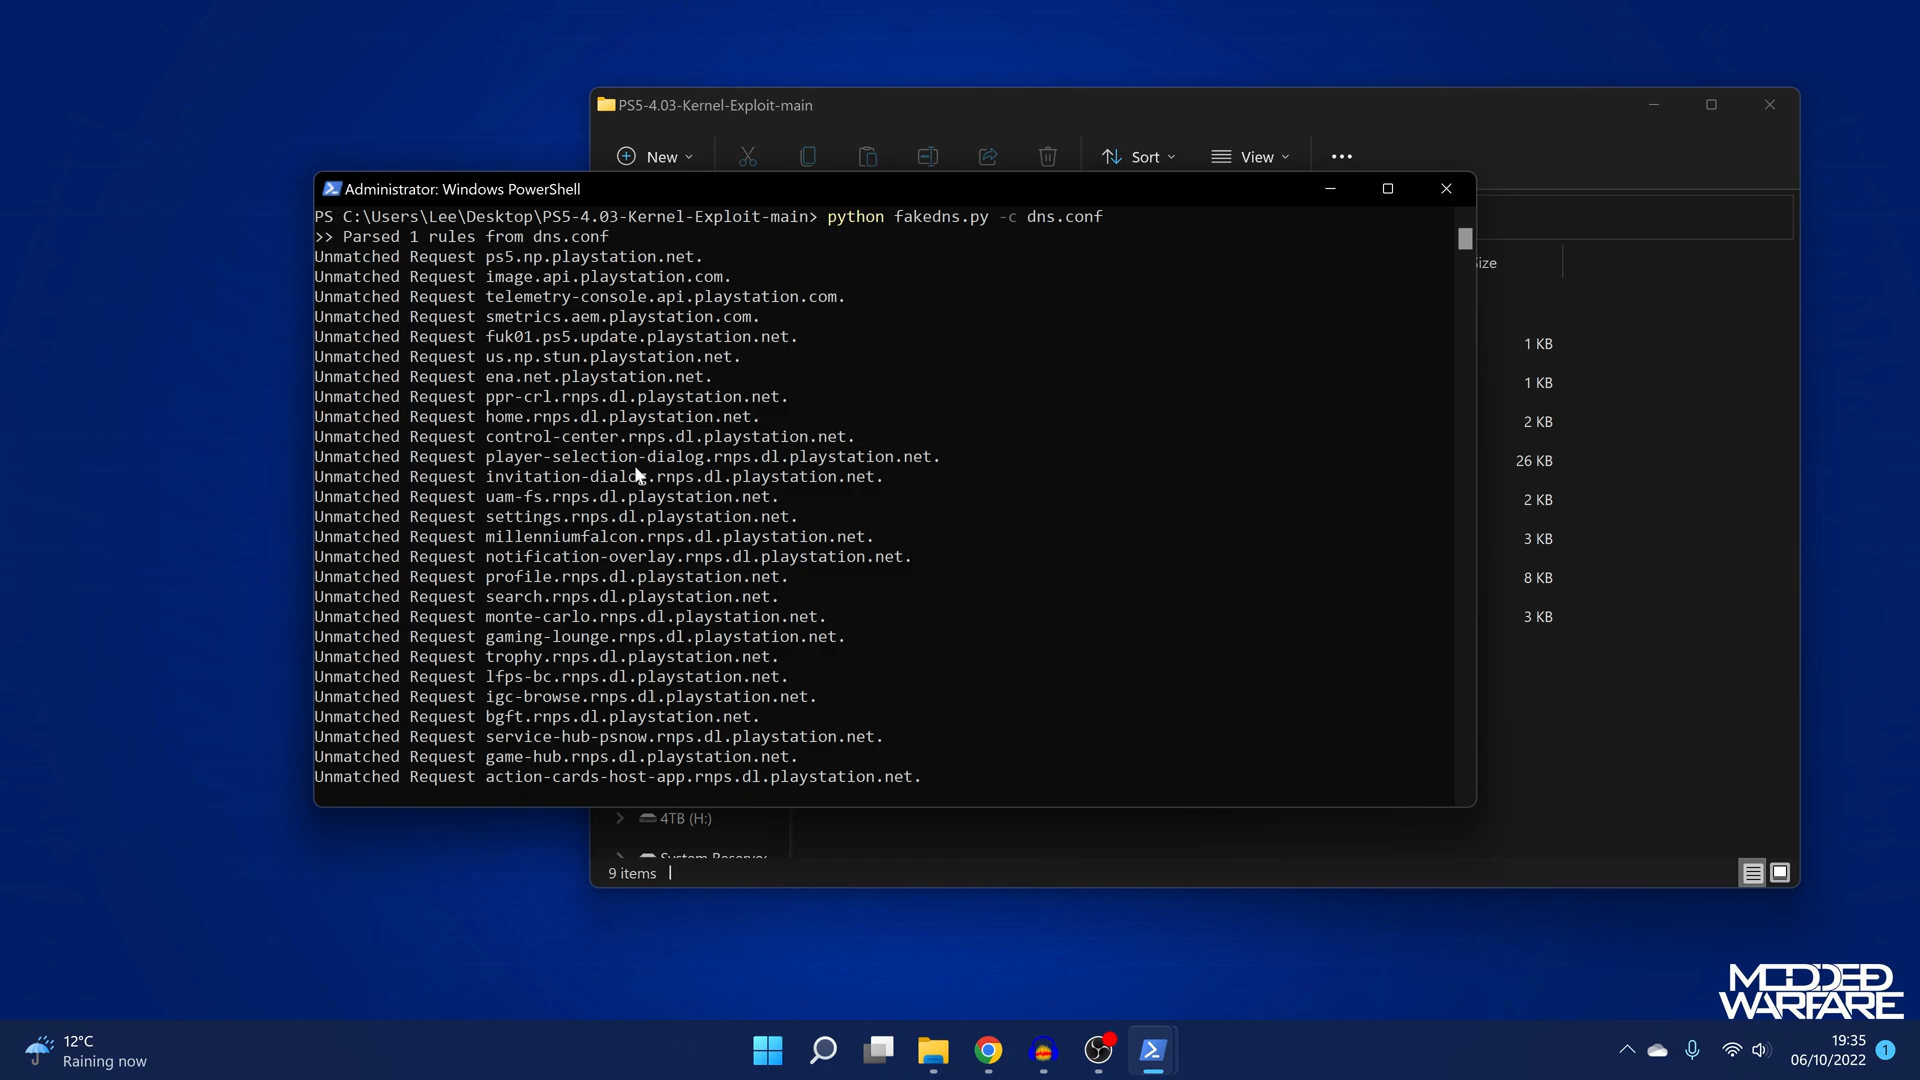 PS5-4.03-Kernel-Exploit-main
New
Sort
View
Administrator: Windows PowerShell
PS C:\Users\Lee\Desktop\PS5-4.03-Kernel-Exploit-main> python fakedns.py -c dns.conf
>> Parsed 1 rules from dns.conf
Unmatched Request ps5.np.playstation.net.
Unmatched Request image.api.playstation.com.
Unmatched Request telemetry-console.api.playstation.com.
Unmatched Request smetrics.aem.playstation.com.
Unmatched Request fuk01.ps5.update.playstation.net.
Unmatched Request us.np.stun.playstation.net.
Unmatched Request ena.net.playstation.net.
Unmatched Request ppr-crl.rnps.dl.playstation.net.
Unmatched Request home.rnps.dl.playstation.net.
Unmatched Request control-center.rnps.dl.playstation.net.
Unmatched Request player-selection-dialog.rnps.dl.playstation.net.
Unmatched Request invitation-dialog.rnps.dl.playstation.net.
Unmatched Request uam-fs.rnps.dl.playstation.net.
Unmatched Request settings.rnps.dl.playstation.net.
Unmatched Request millenniumfalcon.rnps.dl.playstation.net.
Unmatched Request notification-overlay.rnps.dl.playstation.net.
Unmatched Request profile.rnps.dl.playstation.net.
Unmatched Request search.rnps.dl.playstation.net.
Unmatched Request monte-carlo.rnps.dl.playstation.net.
Unmatched Request gaming-lounge.rnps.dl.playstation.net.
Unmatched Request trophy.rnps.dl.playstation.net.
Unmatched Request lfps-bc.rnps.dl.playstation.net.
Unmatched Request igc-browse.rnps.dl.playstation.net.
Unmatched Request bgft.rnps.dl.playstation.net.
Unmatched Request service-hub-psnow.rnps.dl.playstation.net.
Unmatched Request game-hub.rnps.dl.playstation.net.
Unmatched Request action-cards-host-app.rnps.dl.playstation.net.
1 KB
1 KB
2 KB
26 KB
2 KB
3 KB
8 KB
3 KB
4TB (H:)
9 items
MODDED
WARFARE
12°C
Raining now
19:35
06/10/2022
1